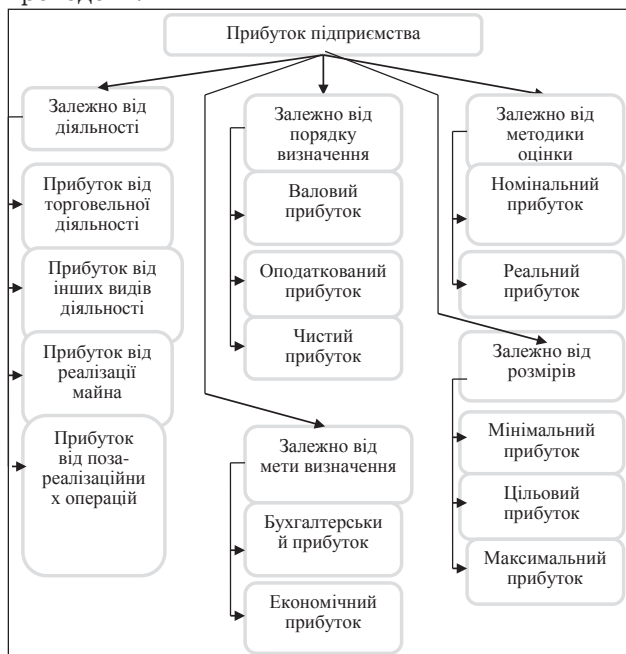 Прибуток підприємства
Залежно від
діяльності
Прибуток від
торговельної
діяльності
Прибуток від
інших видів
діяльності
Прибуток від
реалізації
майна
Прибуток
від поза-
реалізаційни
х операцій
Залежно від
порядку
визначення
Валовий
прибуток
Оподаткований
прибуток
Чистий
прибуток
Залежно від
мети визначення
Бухгалтерськи
й прибуток
Економічний
прибуток
Залежно від
методики
оцінки
Номінальний
прибуток
Реальний
прибуток
Залежно від
розмірів
Мінімальний
прибуток
Цільовий
прибуток
Максимальний
прибуток